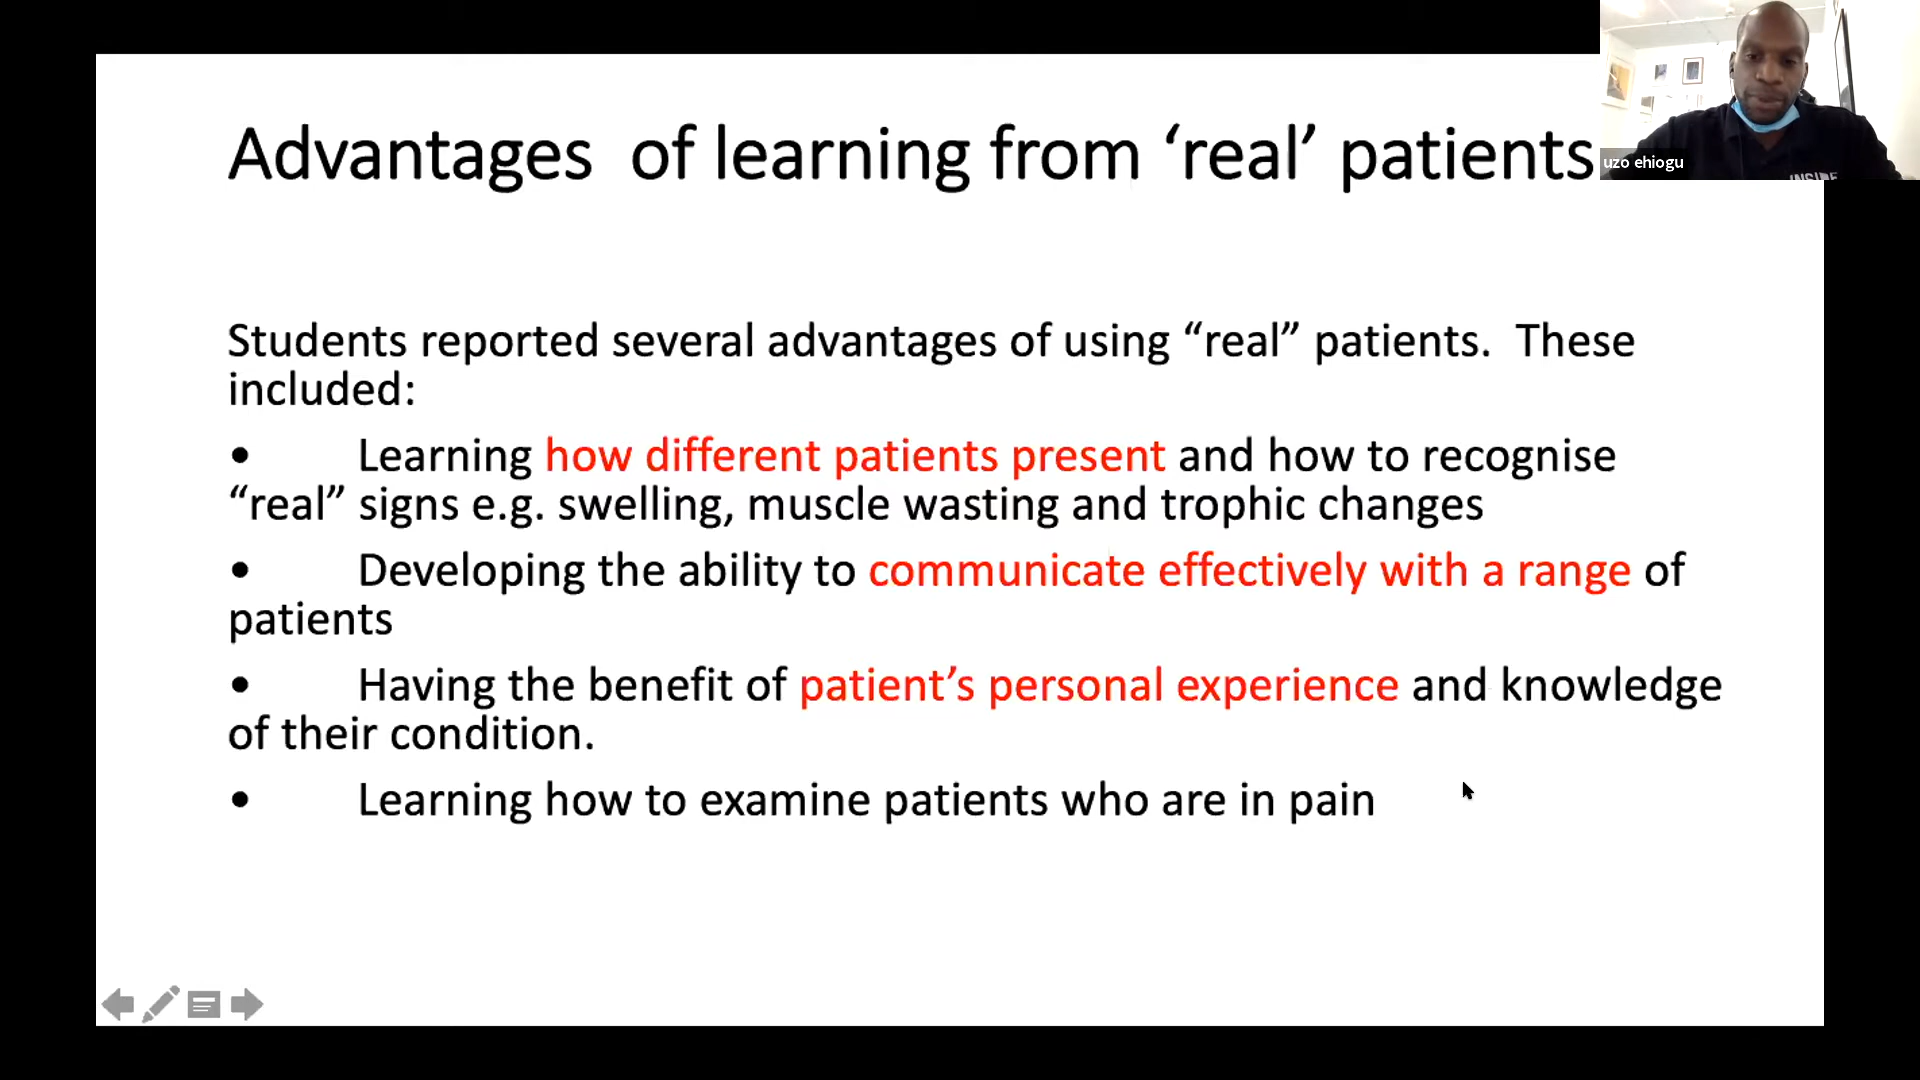 Advantages  of learning from ‘real’ patients
uzo ehiogu
INSIDE
Students reported several advantages of using “real” patients.  These
included:
•	Learning how different patients present and how to recognise
“real” signs e.g. swelling, muscle wasting and trophic changes
•	Developing the ability to communicate effectively with a range of
patients
•	Having the benefit of patient’s personal experience and knowledge
of their condition.
•	Learning how to examine patients who are in pain